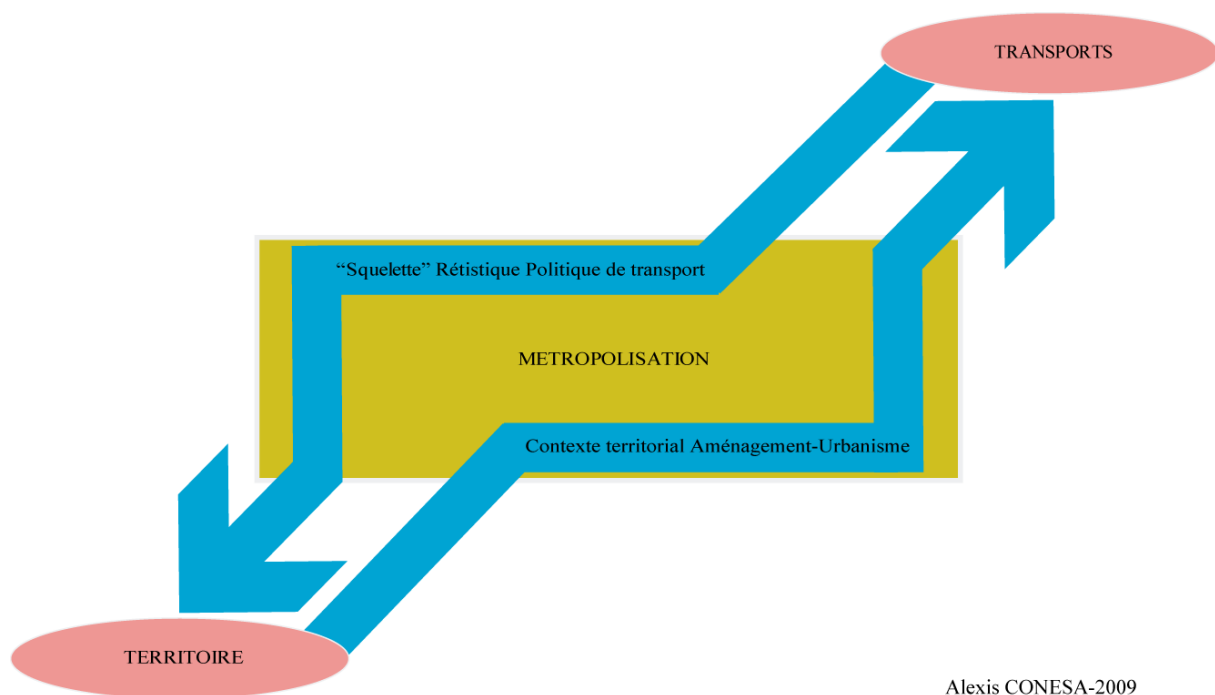 TRANSPORTS
“Squelette” Rétistique Politique de transport
METROPOLISATION
Contexte territorial Aménagement-Urbanisme
TERRITOIRE
Alexis CONESA-2009